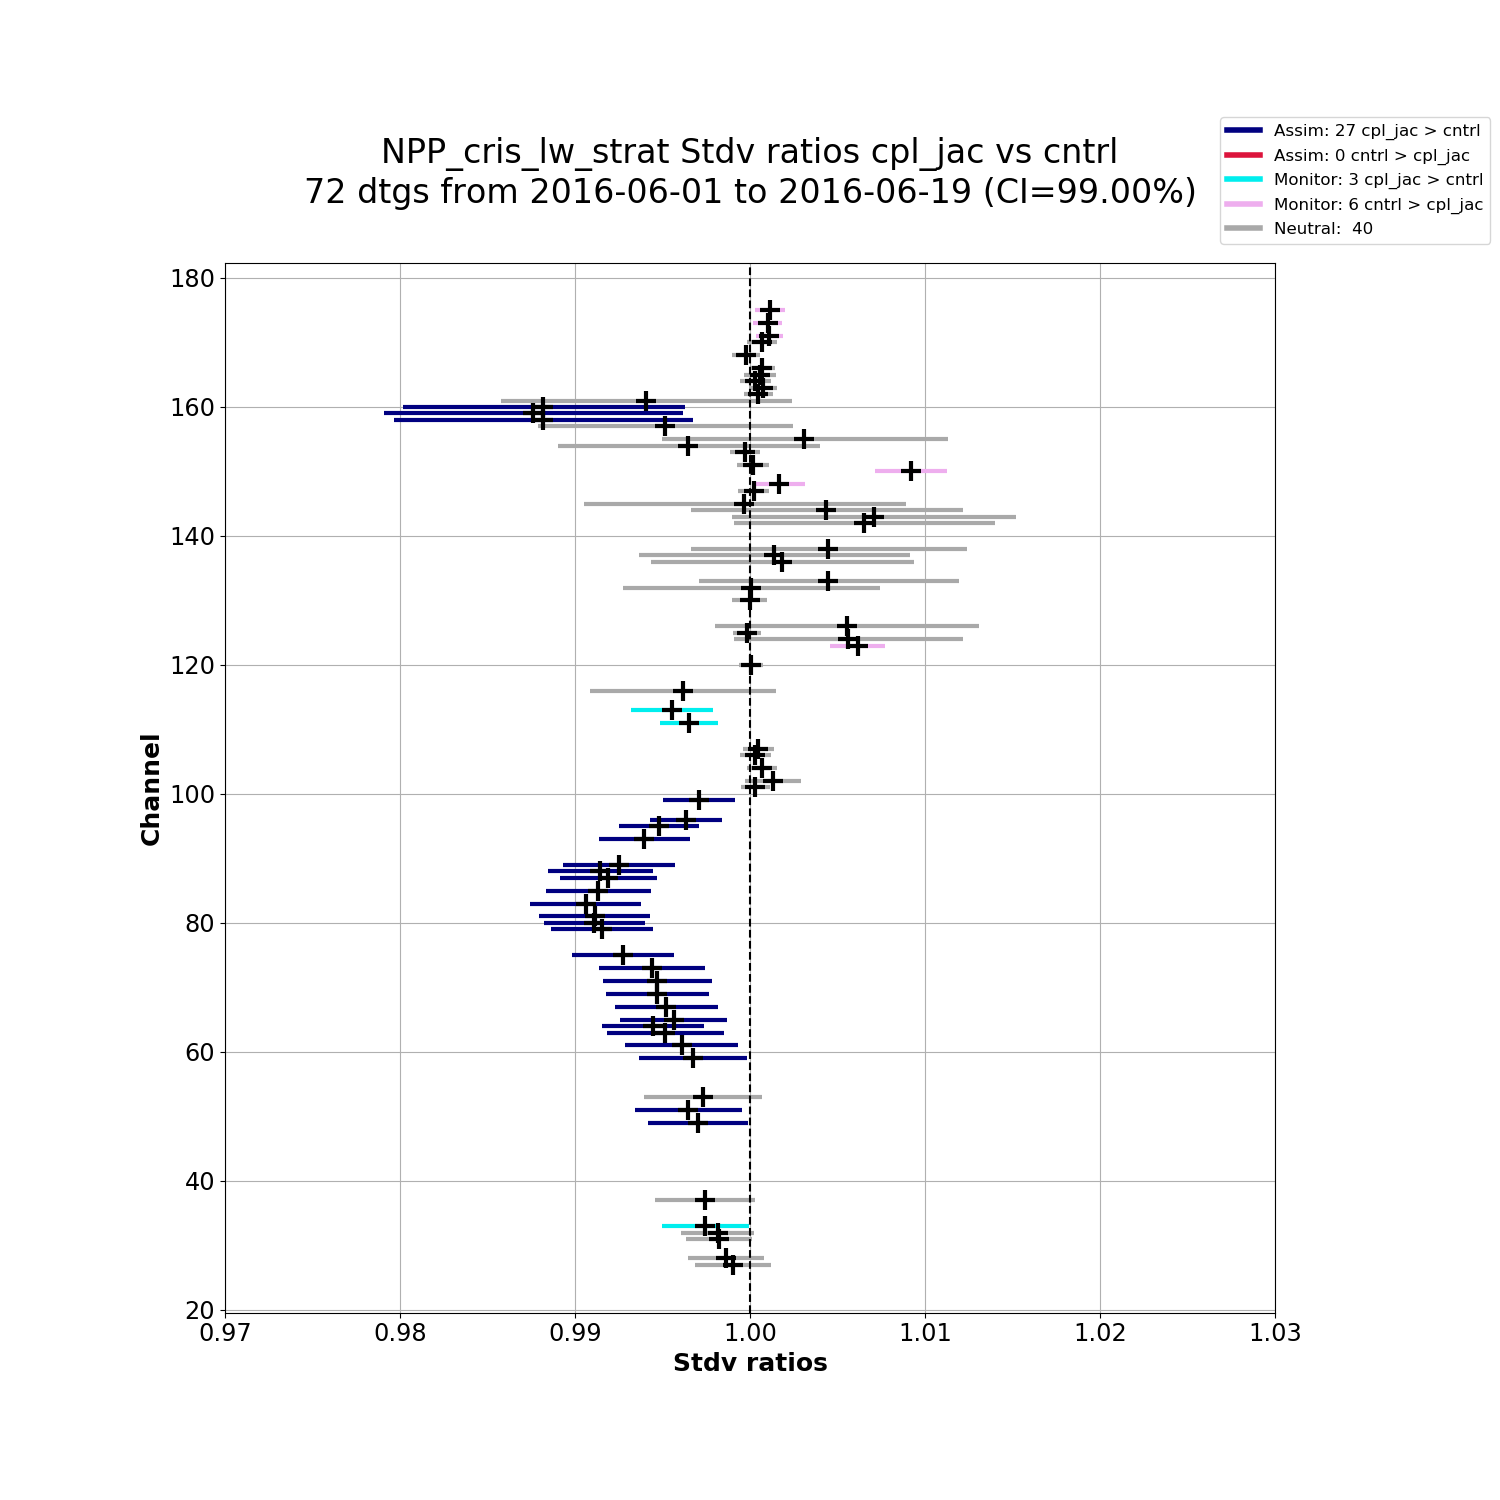 NPP_cris_lw_strat Stdv ratios cpl_jac vs cntrl
72 dtgs from 2016-06-01 to 2016-06-19 (CI=99.00%)
Assim: 27 cpl_jac > cntrl
Assim: 0 cntrl > cpl_jac
Monitor: 3 cpl_jac > cntrl
Monitor: 6 cntrl > cpl_jac
Neutral:  40
180
160
140
120
100
80
60
40
20
Channel
0.97 0.98 0.99 1.00 1.01 1.02 1.03
Stdv ratios